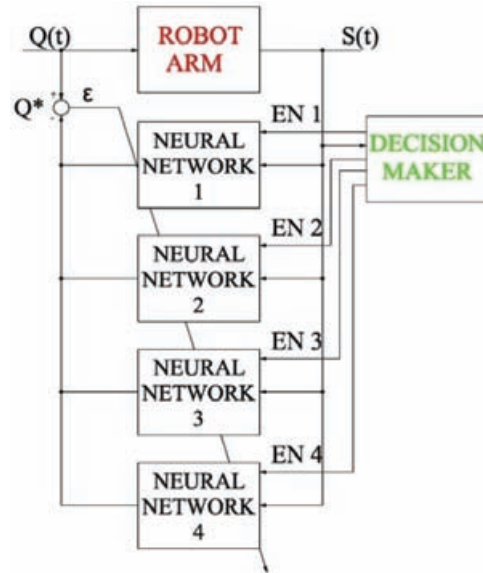 Q(t)
ROBOT
ARM
S(t)
Q*
+
-
ε
EN 1
NEURAL
NETWORK
1
DECISION
MAKER
EN 2
NEURAL
NETWORK
2
EN 3
NEURAL
NETWORK
3
EN 4
NEURAL
NETWORK
4